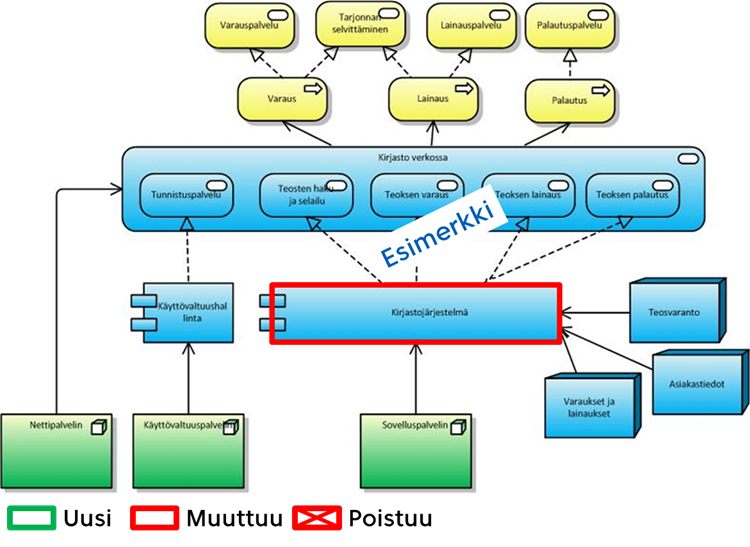 Varauspalvelu
Tarjonnan
selvittäminen
Lainauspalvelu
Palautuspalvelu
Varaus
Lainaus
Palautus
Kirjasto verkossa
Tunnistuspalvelu
Teosten haku
ja selailu
Teoksen varaus
Teoksen lainaus
Teoksen palautus
Esimerkki
Käyttövaltuushal
linta
Kirjastojärjestelmä
Teosvaranto
Varaukset ja
lainaukset
Asiakastiedot
Nettipalvelin
Käyttövaltuuspalvelin
Sovelluspalvelin
Uusi
Muuttuu
Poistuu